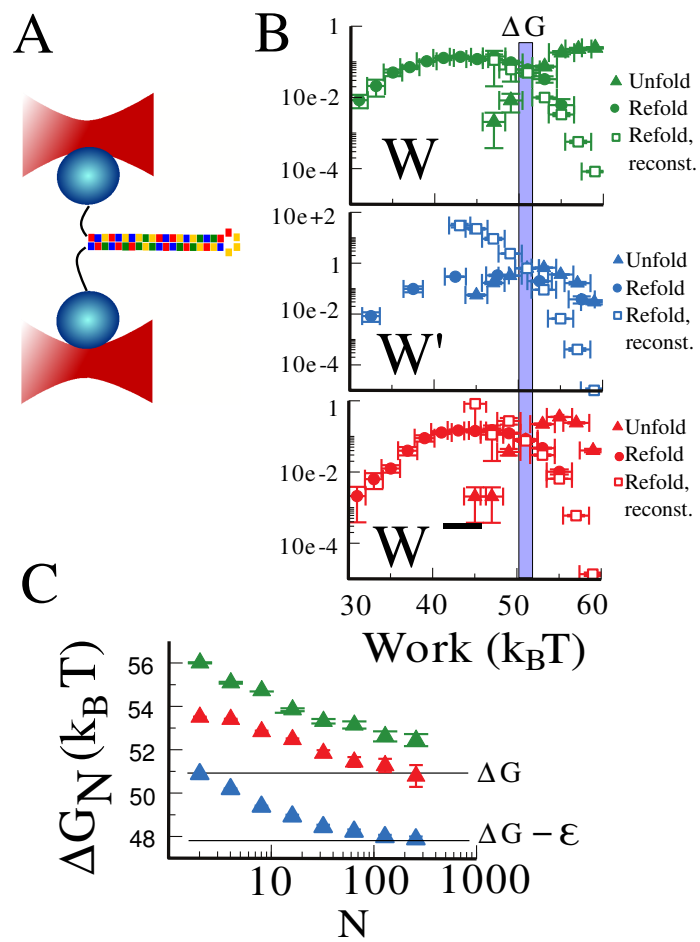 A
B
ΔG
1
10e-2
10e-4
W
Unfold
Refold
Refold,
reconst.
10e+2
1
10e-2
10e-4
W'
Unfold
Refold
Refold,
reconst.
1
10e-2
10e-4
W
Unfold
Refold
Refold,
reconst.
30
40
50
60
Work (kBT)
C
56
54
52
50
48
ΔGN (kBT)
ΔG
ΔG − ε
10
100
1000
N